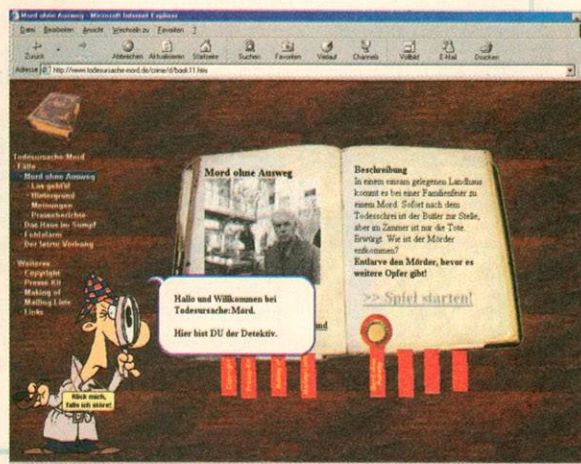 Mord ohne Ausweg - Microsoft Internet Explorer
Datei Bearbeiten Ansicht Wechseln zu Favoriten ?
Zurück Abbrechen Aktualisieren Startseite Suchen Favoriten Verlauf Channels Vollbild E-Mail Drucken
Adresse http://www.todesursache-mord.de/crime/d/book11.htm
Todesursache:Mord
- Fälle
- Mord ohne Ausweg
- Los geht's!
- Hintergrund
- Meinungen
- Presseberichte
- Das Haus im Sumpf
- Fehlalarm
- Der letzte Vorhang
Weiteres
- Copyright
- Presse-Kit
- Making of
- Mailing Liste
- Links
Mord ohne Ausweg
Hallo und Willkommen bei
Todesursache:Mord.
Hier bist DU der Detektiv.
Klick mich,
falls ich störe!
Beschreibung
In einem einsam gelegenen Landhaus
kommt es bei einer Familienfeier zu
einem Mord. Sofort nach dem
Todesschrei ist der Butler zur Stelle,
aber im Zimmer ist nur die Tote.
Erwürgt. Wie ist der Mörder
entkommen?
Entlarve den Mörder, bevor es
weitere Opfer gibt!
>> Spiel starten!